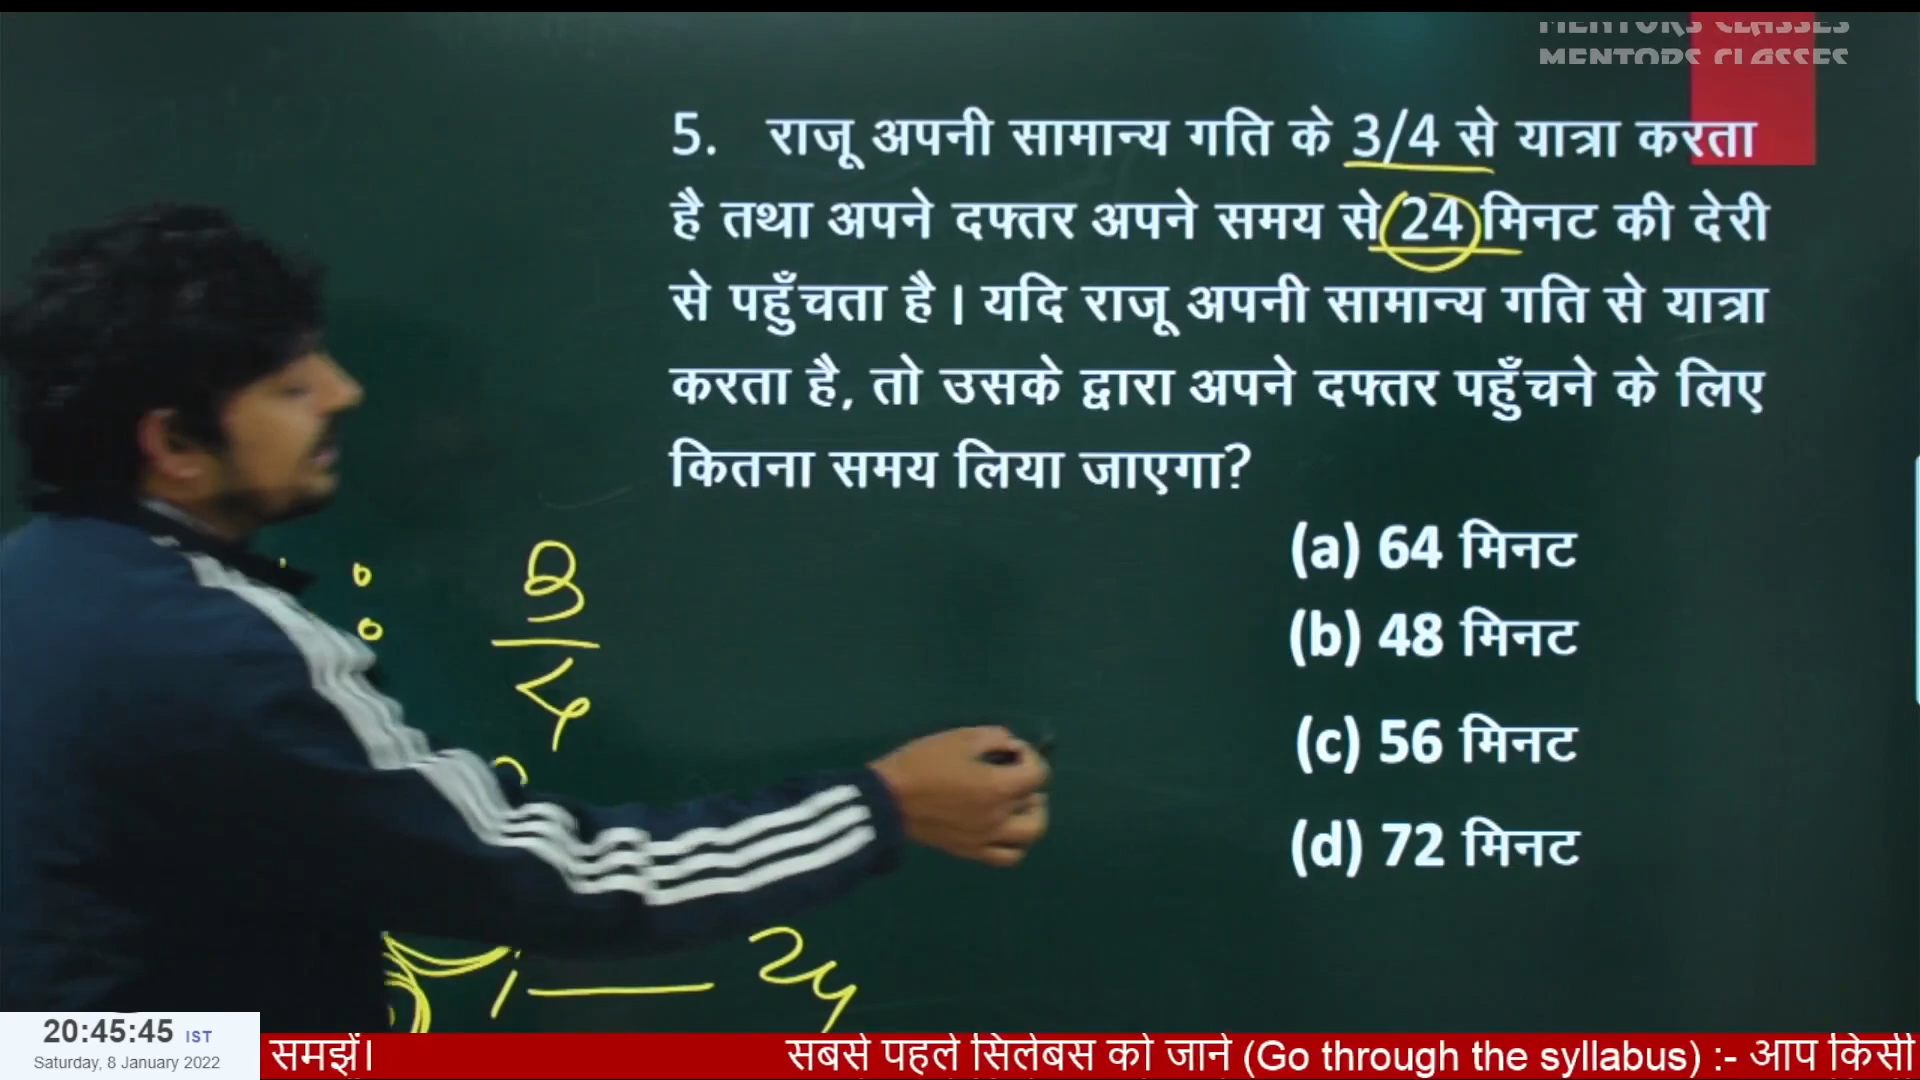 MENTORS CLASSES
MENTORS CLASSES
5. राजू अपनी सामान्य गति के 3/4 से यात्रा करता
है तथा अपने दफ्तर अपने समय से 24 मिनट की देरी
से पहुँचता है। यदि राजू अपनी सामान्य गति से यात्रा
करता है, तो उसके द्वारा अपने दफ्तर पहुँचने के लिए
कितना समय लिया जाएगा?
(a) 64 मिनट
(b) 48 मिनट
(c) 56 मिनट
(d) 72 मिनट
3
4
1 — 24
20:45:45 IST
Saturday, 8 January 2022
समझें। सबसे पहले सिलेबस को जाने (Go through the syllabus) :- आप किसी